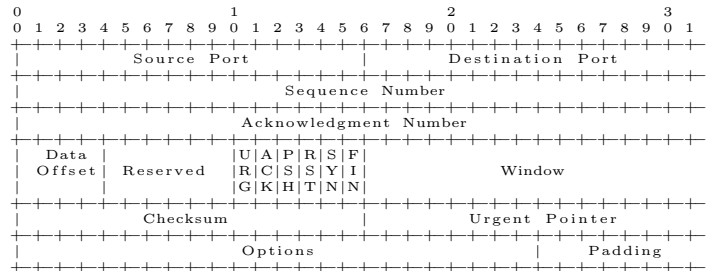 0 1 2 3
0 1 2 3 4 5 6 7 8 9 0 1 2 3 4 5 6 7 8 9 0 1 2 3 4 5 6 7 8 9 0 1
+-+-+-+-+-+-+-+-+-+-+-+-+-+-+-+-+-+-+-+-+-+-+-+-+-+-+-+-+-+-+-+-
| Source Port | Destination Port
+-+-+-+-+-+-+-+-+-+-+-+-+-+-+-+-+-+-+-+-+-+-+-+-+-+-+-+-+-+-+-+-
| Sequence Number
+-+-+-+-+-+-+-+-+-+-+-+-+-+-+-+-+-+-+-+-+-+-+-+-+-+-+-+-+-+-+-+-
| Acknowledgment Number
+-+-+-+-+-+-+-+-+-+-+-+-+-+-+-+-+-+-+-+-+-+-+-+-+-+-+-+-+-+-+-+-
| Data | |U|A|P|R|S|F|
| Offset| Reserved |R|C|S|S|Y|I| Window
| | |G|K|H|T|N|N|
+-+-+-+-+-+-+-+-+-+-+-+-+-+-+-+-+-+-+-+-+-+-+-+-+-+-+-+-+-+-+-+-
| Checksum | Urgent Pointer
+-+-+-+-+-+-+-+-+-+-+-+-+-+-+-+-+-+-+-+-+-+-+-+-+-+-+-+-+-+-+-+-
| Options | Padding
+-+-+-+-+-+-+-+-+-+-+-+-+-+-+-+-+-+-+-+-+-+-+-+-+-+-+-+-+-+-+-+-